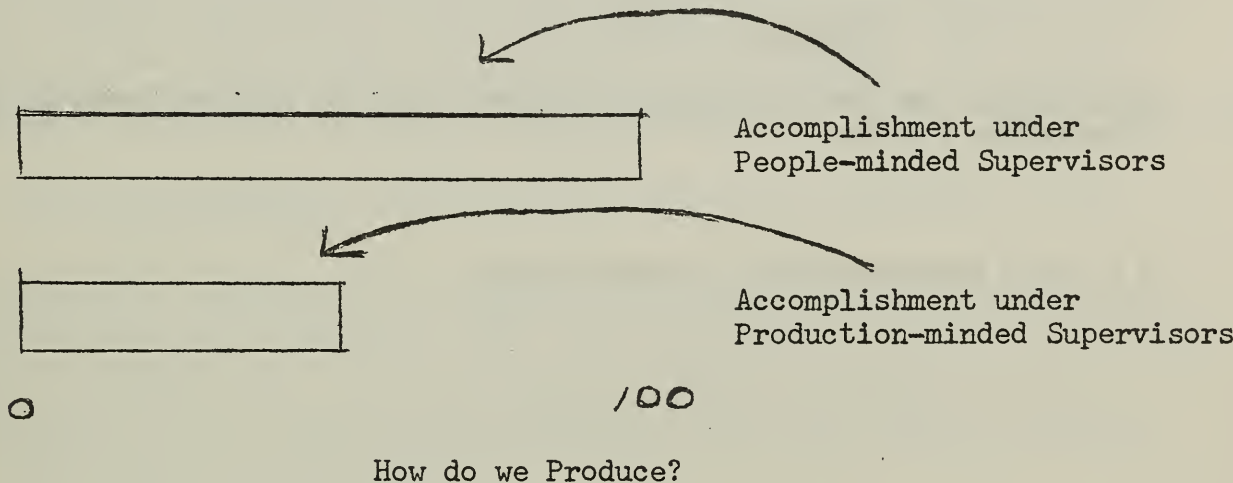 Accomplishment under
People-minded Supervisors
Accomplishment under
Production-minded Supervisors
0
100
How do we Produce?